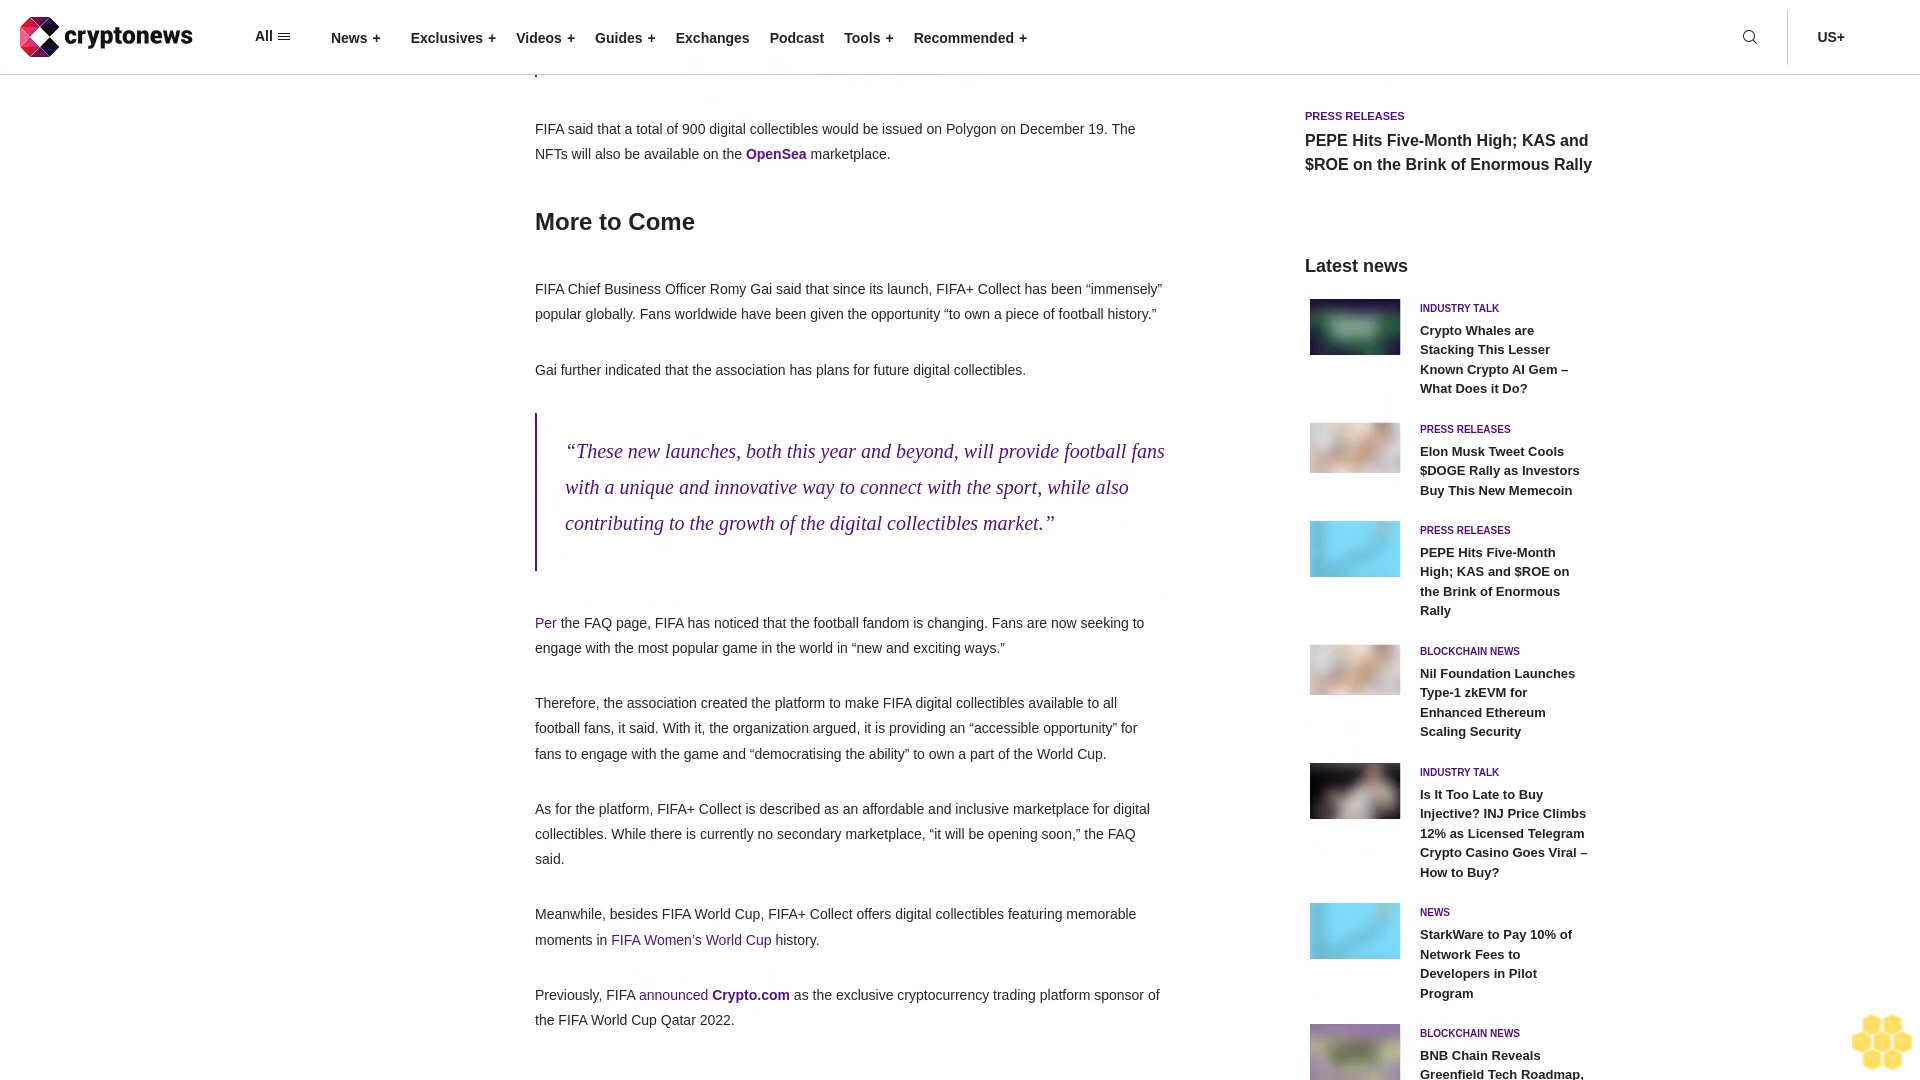 cryptonews
All
News +
Exclusives +
Videos +
Guides +
Exchanges
Podcast
Tools +
Recommended +
US+
FIFA said that a total of 900 digital collectibles would be issued on Polygon on December 19. The
NFTs will also be available on the OpenSea marketplace.
More to Come
FIFA Chief Business Officer Romy Gai said that since its launch, FIFA+ Collect has been “immensely”
popular globally. Fans worldwide have been given the opportunity “to own a piece of football history.”
Gai further indicated that the association has plans for future digital collectibles.
“These new launches, both this year and beyond, will provide football fans
with a unique and innovative way to connect with the sport, while also
contributing to the growth of the digital collectibles market.”
Per the FAQ page, FIFA has noticed that the football fandom is changing. Fans are now seeking to
engage with the most popular game in the world in “new and exciting ways.”
Therefore, the association created the platform to make FIFA digital collectibles available to all
football fans, it said. With it, the organization argued, it is providing an “accessible opportunity” for
fans to engage with the game and “democratising the ability” to own a part of the World Cup.
As for the platform, FIFA+ Collect is described as an affordable and inclusive marketplace for digital
collectibles. While there is currently no secondary marketplace, “it will be opening soon,” the FAQ
said.
Meanwhile, besides FIFA World Cup, FIFA+ Collect offers digital collectibles featuring memorable
moments in FIFA Women’s World Cup history.
Previously, FIFA announced Crypto.com as the exclusive cryptocurrency trading platform sponsor of
the FIFA World Cup Qatar 2022.
PRESS RELEASES
PEPE Hits Five-Month High; KAS and
$ROE on the Brink of Enormous Rally
Latest news
INDUSTRY TALK
Crypto Whales are
Stacking This Lesser
Known Crypto AI Gem –
What Does it Do?
PRESS RELEASES
Elon Musk Tweet Cools
$DOGE Rally as Investors
Buy This New Memecoin
PRESS RELEASES
PEPE Hits Five-Month
High; KAS and $ROE on
the Brink of Enormous
Rally
BLOCKCHAIN NEWS
Nil Foundation Launches
Type-1 zkEVM for
Enhanced Ethereum
Scaling Security
INDUSTRY TALK
Is It Too Late to Buy
Injective? INJ Price Climbs
12% as Licensed Telegram
Crypto Casino Goes Viral –
How to Buy?
NEWS
StarkWare to Pay 10% of
Network Fees to
Developers in Pilot
Program
BLOCKCHAIN NEWS
BNB Chain Reveals
Greenfield Tech Roadmap,